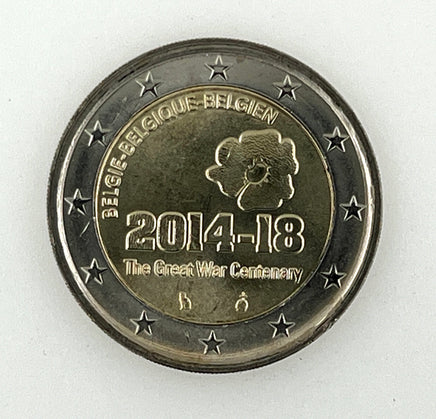 BELGIE-BELGIQUE-BELGIEN
2014-18
The Great War Centenary